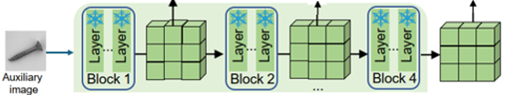 Layer
...
Layer
Block 1
Layer
...
Layer
Block 2
...
Layer
...
Layer
Block 4
Auxiliary
image